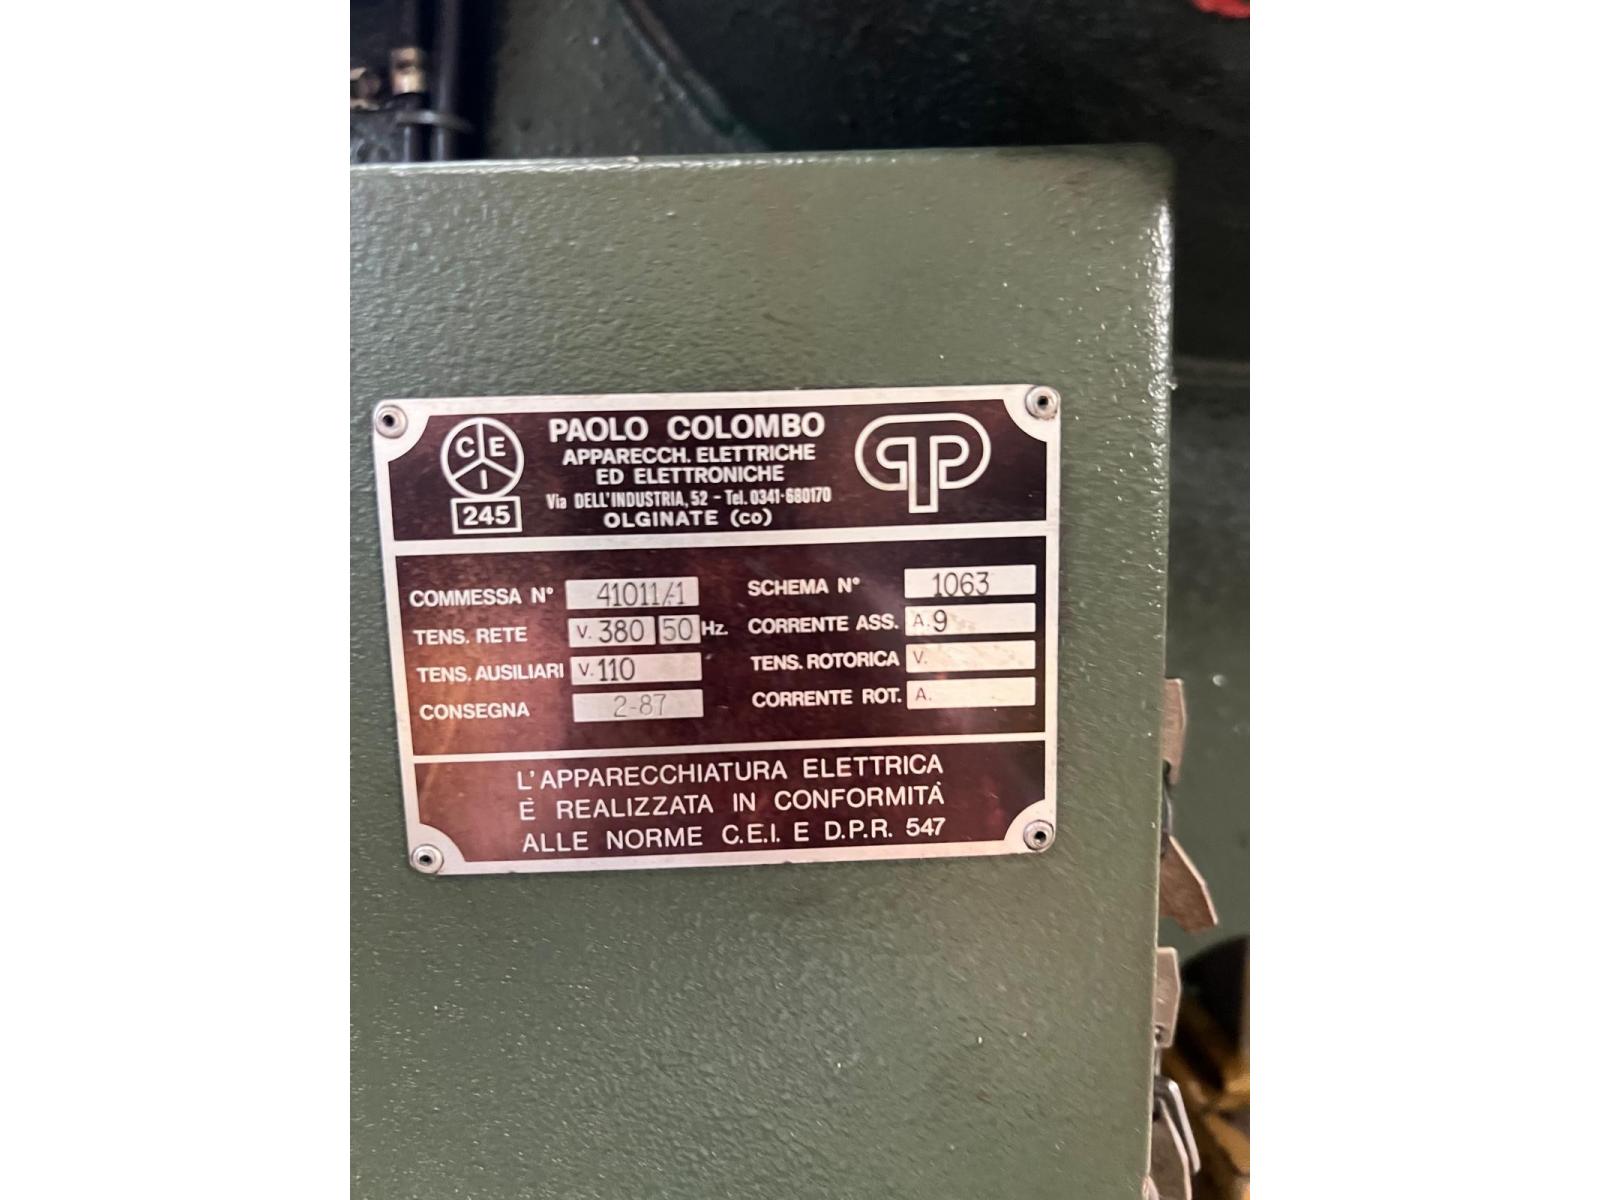 C E I
245
PAOLO COLOMBO
APPARECCH. ELETTRICHE
ED ELETTRONICHE
Via DELL'INDUSTRIA, 52 - Tel. 0341-680170
OLGINATE (CO)
COMMESSA N° 41011/1 SCHEMA N° 1063
TENS. RETE V. 380 50 Hz. CORRENTE ASS. A. 9
TENS. AUSILIARI V. 110 TENS. ROTORICA V.
CONSEGNA 2-87 CORRENTE ROT. A.
L'APPARECCHIATURA ELETTRICA
È REALIZZATA IN CONFORMITÀ
ALLE NORME C.E.I. E D.P.R. 547